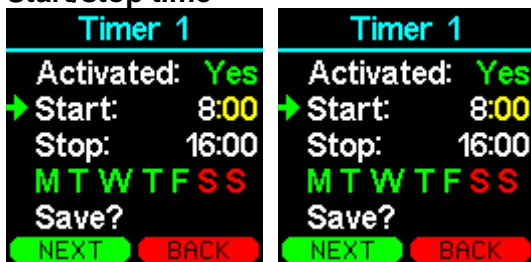 Start/stop time
Timer 1
Activated: Yes
Start: 8:00
Stop: 16:00
M T W T F S S
Save?
NEXT BACK
Timer 1
Activated: Yes
Start: 8:00
Stop: 16:00
M T W T F S S
Save?
NEXT BACK